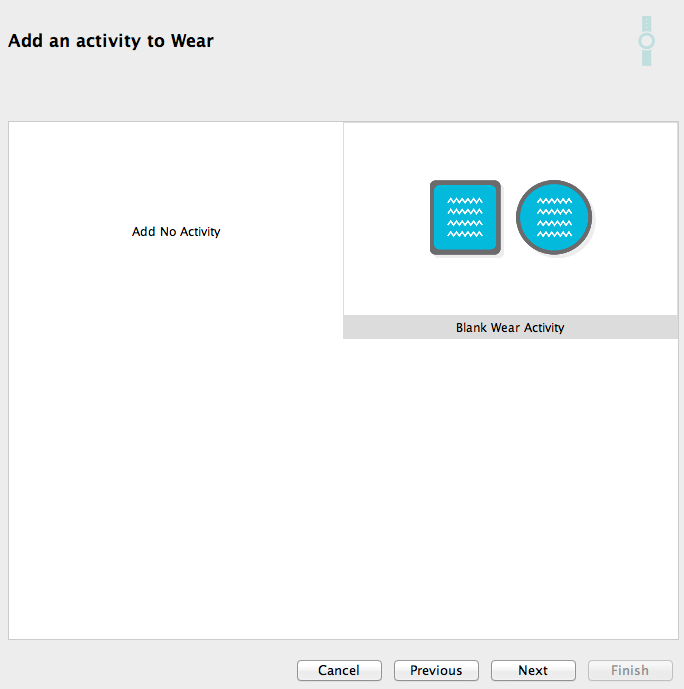 Add an activity to Wear
Add No Activity
Blank Wear Activity
Cancel
Previous
Next
Finish